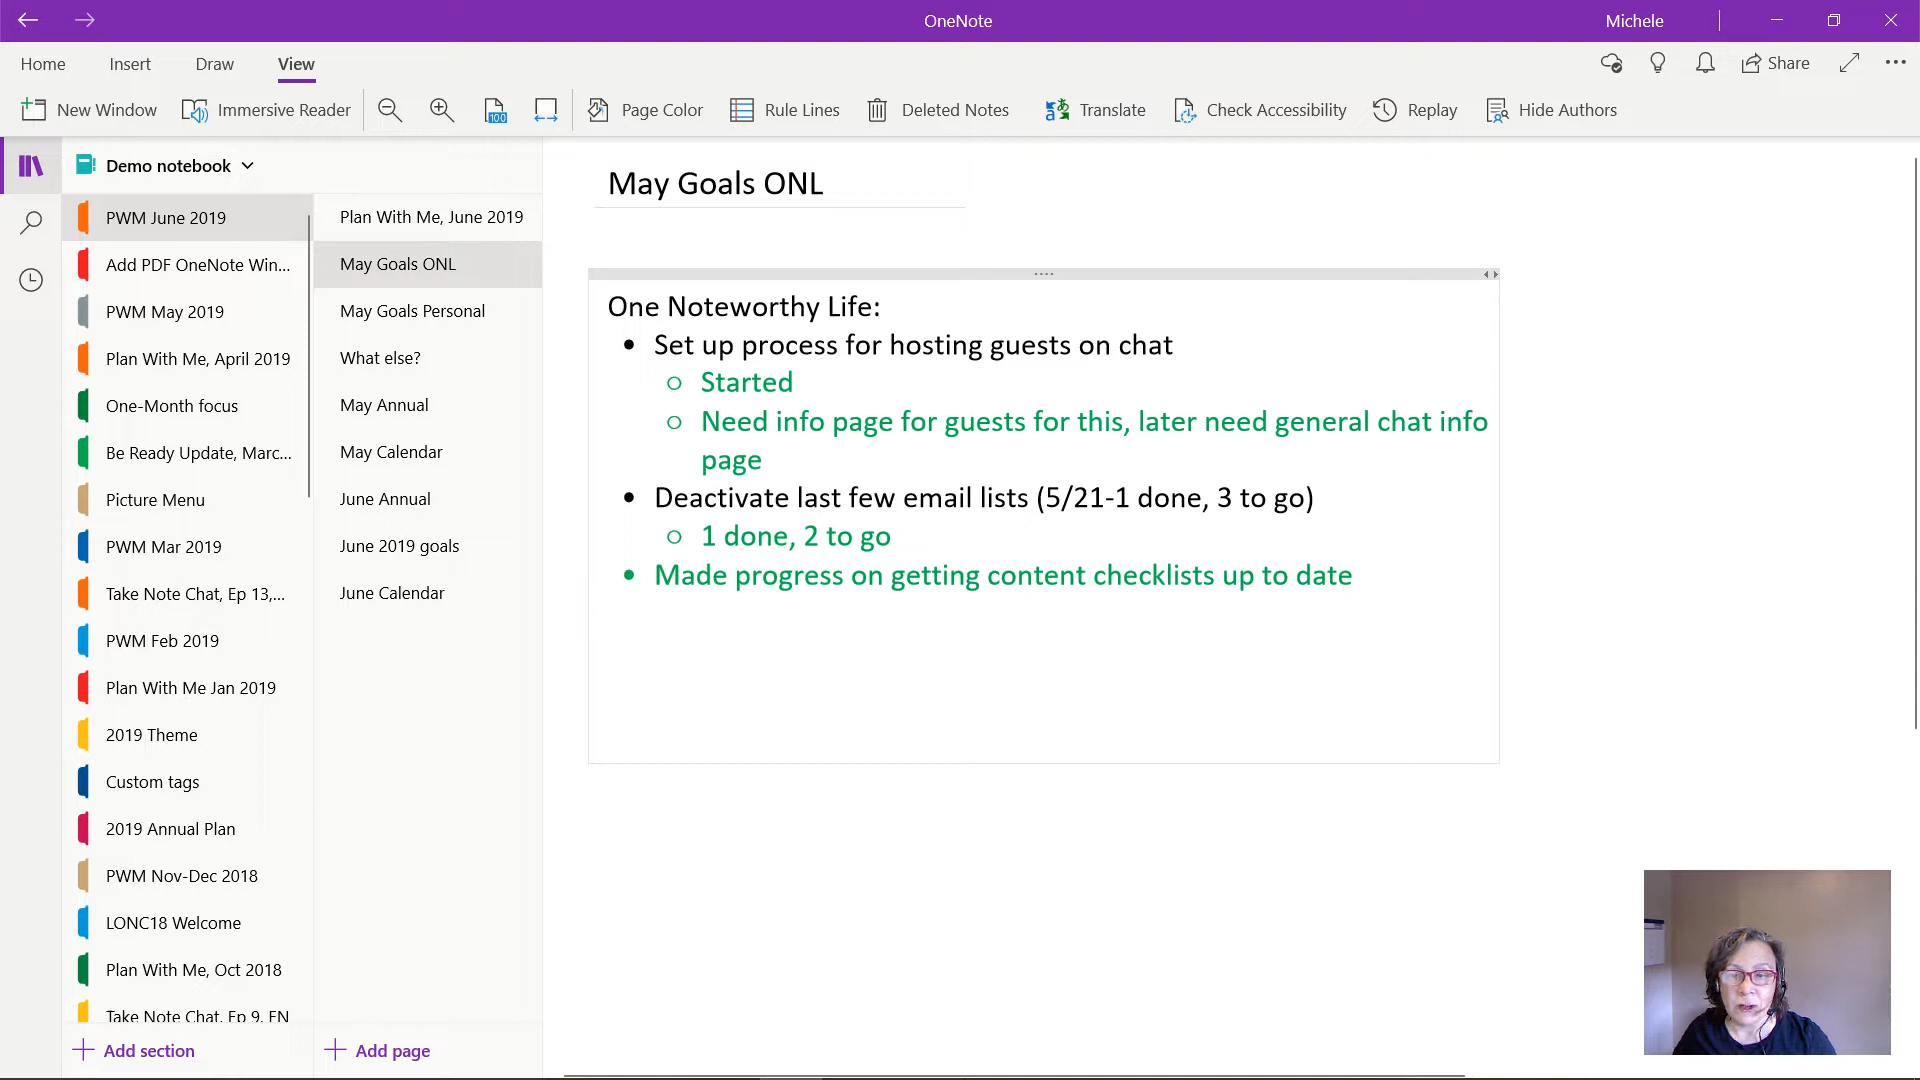 OneNote
Michele
Home Insert Draw View
Share
New Window Immersive Reader 100 Page Color Rule Lines Deleted Notes Translate Check Accessibility Replay Hide Authors
Demo notebook
PWM June 2019
Add PDF OneNote Win...
PWM May 2019
Plan With Me, April 2019
One-Month focus
Be Ready Update, Marc...
Picture Menu
PWM Mar 2019
Take Note Chat, Ep 13,...
PWM Feb 2019
Plan With Me Jan 2019
2019 Theme
Custom tags
2019 Annual Plan
PWM Nov-Dec 2018
LONC18 Welcome
Plan With Me, Oct 2018
Take Note Chat, Ep 9, EN
Add section
Plan With Me, June 2019
May Goals ONL
May Goals Personal
What else?
May Annual
May Calendar
June Annual
June 2019 goals
June Calendar
Add page
May Goals ONL
One Noteworthy Life:
• Set up process for hosting guests on chat
○ Started
○ Need info page for guests for this, later need general chat info
page
• Deactivate last few email lists (5/21-1 done, 3 to go)
○ 1 done, 2 to go
• Made progress on getting content checklists up to date